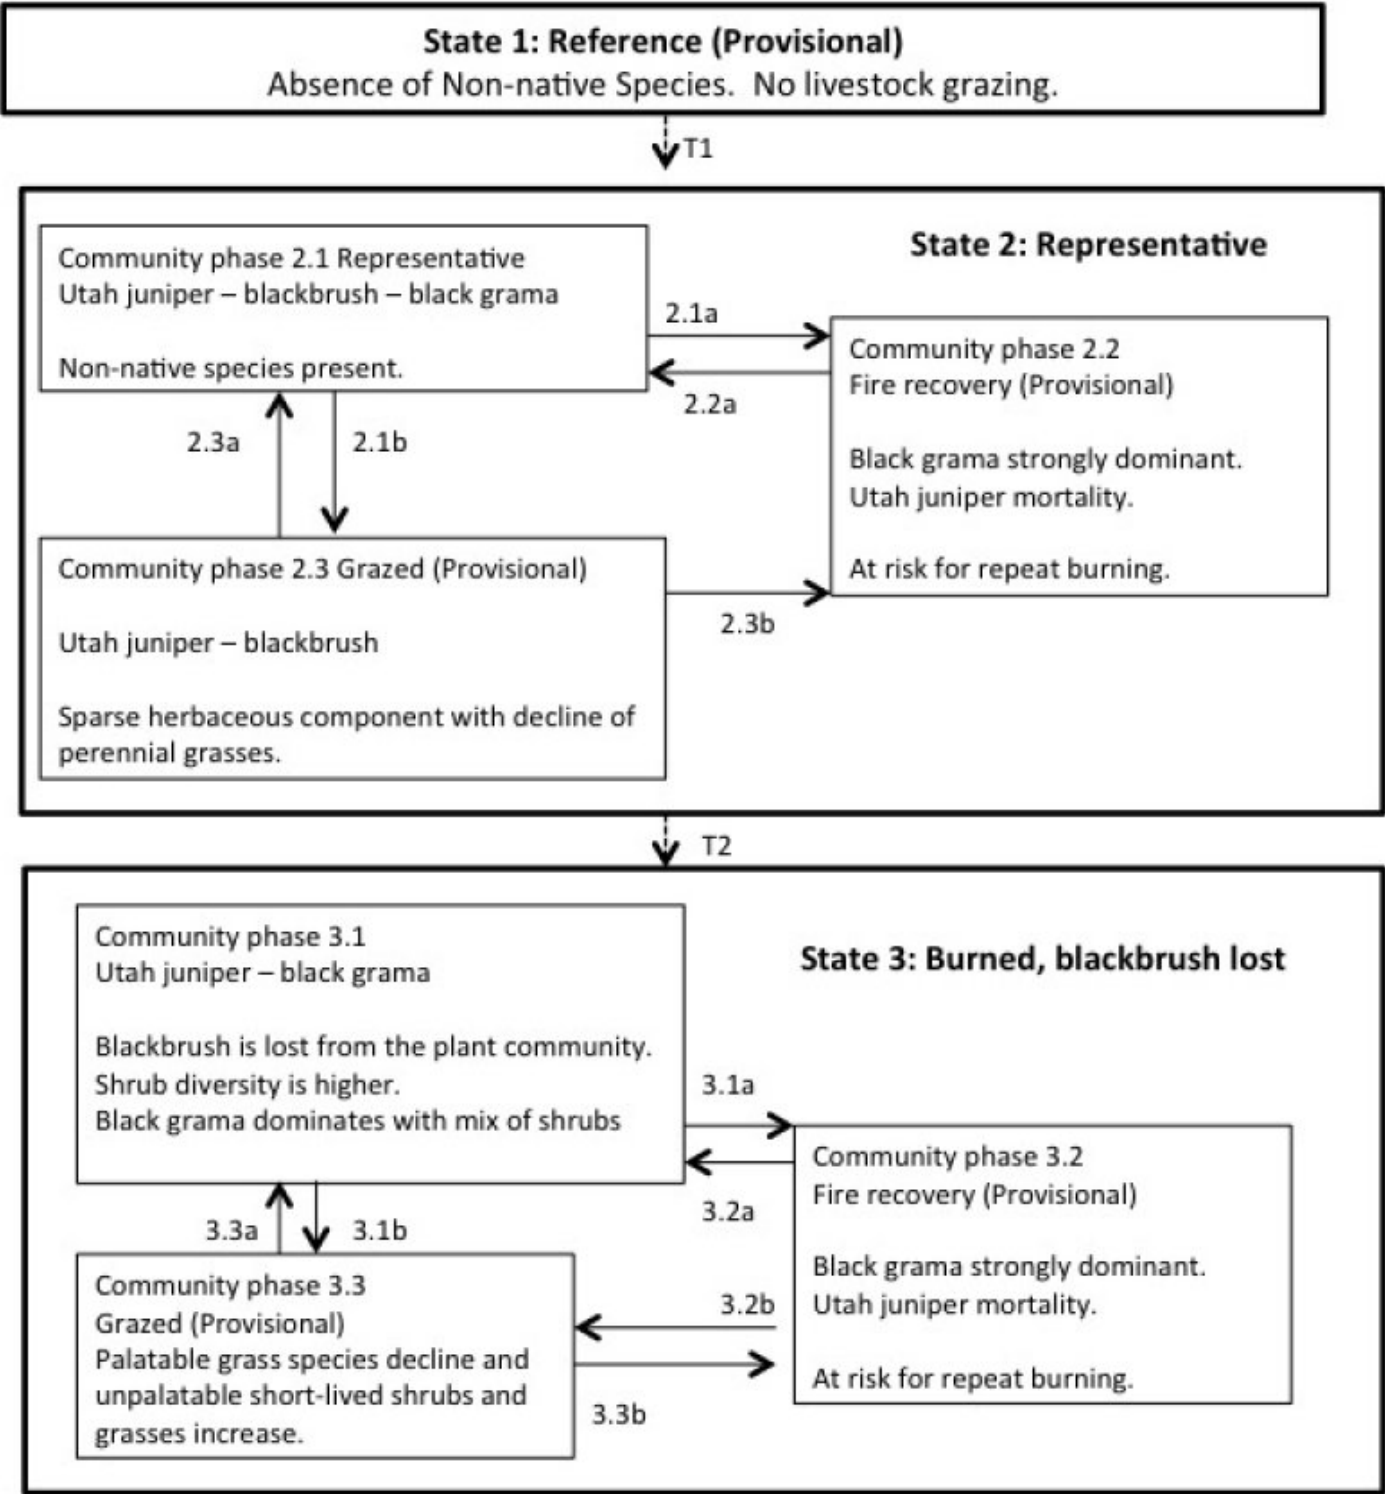 State 1: Reference (Provisional)
Absence of Non-native Species.  No livestock grazing.
T1
State 2: Representative
Community phase 2.1 Representative
Utah juniper – blackbrush – black grama
Non-native species present.
2.1a
2.2a
Community phase 2.2
Fire recovery (Provisional)
Black grama strongly dominant.
Utah juniper mortality.
At risk for repeat burning.
2.3a
2.1b
Community phase 2.3 Grazed (Provisional)
Utah juniper – blackbrush
Sparse herbaceous component with decline of
perennial grasses.
2.3b
T2
State 3: Burned, blackbrush lost
Community phase 3.1
Utah juniper – black grama
Blackbrush is lost from the plant community.
Shrub diversity is higher.
Black grama dominates with mix of shrubs
3.1a
3.2a
Community phase 3.2
Fire recovery (Provisional)
Black grama strongly dominant.
Utah juniper mortality.
At risk for repeat burning.
3.3a
3.1b
Community phase 3.3
Grazed (Provisional)
Palatable grass species decline and
unpalatable short-lived shrubs and
grasses increase.
3.2b
3.3b